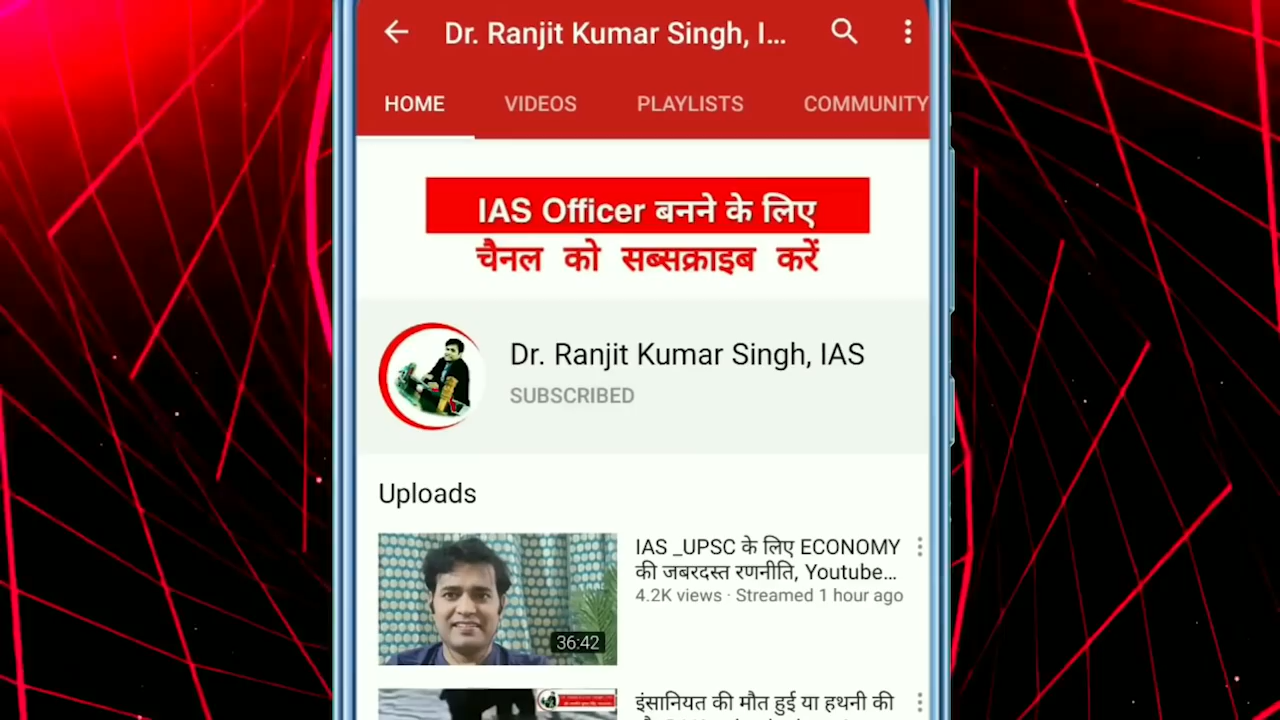 Dr. Ranjit Kumar Singh, I...
HOME
VIDEOS
PLAYLISTS
COMMUNITY
IAS Officer बनने के लिए
चैनल को सब्सक्राइब करें
Dr. Ranjit Kumar Singh, IAS
SUBSCRIBED
Uploads
36:42
IAS _UPSC के लिए ECONOMY
की जबरदस्त रणनीति, Youtube...
4.2K views · Streamed 1 hour ago
इंसानियत की मौत हुई या हथनी की